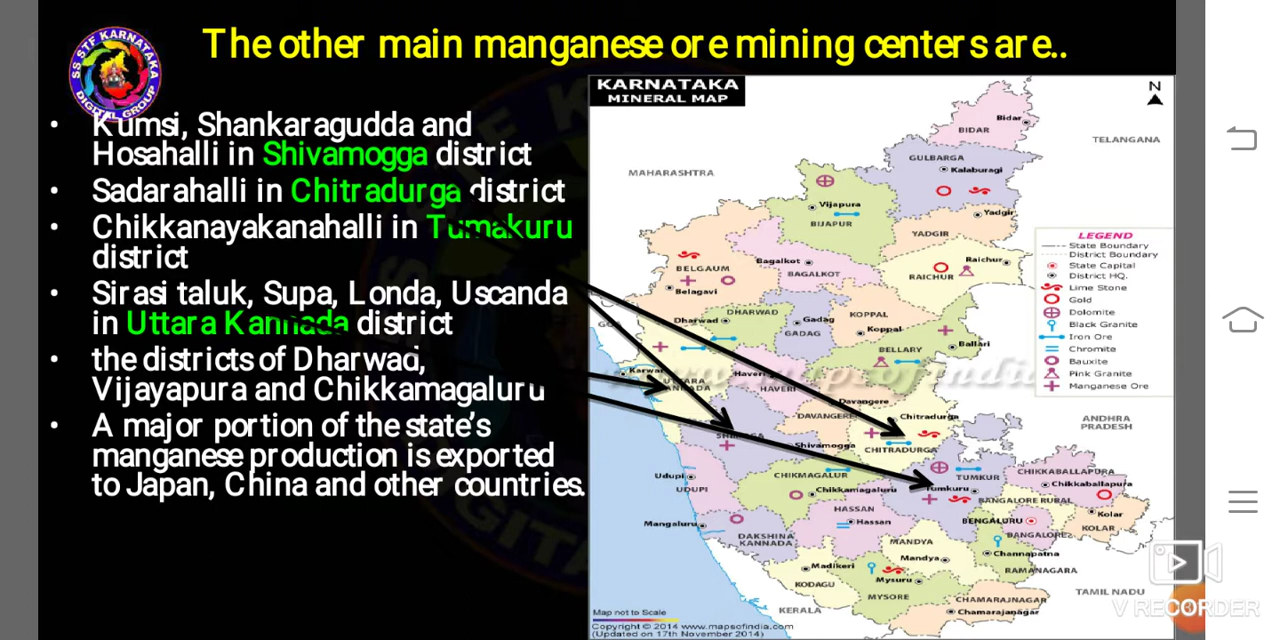 The other main manganese ore mining centers are..
SS STF KARNATAKA
DIGITAL GROUP
• Kumsi, Shankaragudda and
Hosahalli in Shivamogga district
• Sadarahalli in Chitradurga district
• Chikkanayakanahalli in Tumakuru
district
• Sirasi taluk, Supa, Londa, Uscanda
in Uttara Kannada district
• the districts of Dharwad,
Vijayapura and Chikkamagaluru
• A major portion of the state's
manganese production is exported
to Japan, China and other countries.
KARNATAKA
MINERAL MAP
N
Bidar
BIDAR
TELANGANA
GULBARGA
Kalaburagi
MAHARASHTRA
Vijapura
BIJAPUR
Yadgir
YADGIR
LEGEND
State Boundary
District Boundary
State Capital
District HQ.
Lime Stone
Gold
Dolomite
Black Granite
Iron Ore
Chromite
Bauxite
Pink Granite
Manganese Ore
BELGAUM
Belagavi
Bagalkot
BAGALKOT
Raichur
RAICHUR
Dharwad
DHARWAD
Gadag
GADAG
KOPPAL
Koppal
Ballari
BELLARY
Karwar
Haveri
HAVERI
Davangere
DAVANGERE
Chitradurga
CHITRADURGA
ANDHRA
PRADESH
Shivamogga
Udupi
UDUPI
CHIKMAGALUR
Chikkamagaluru
TUMKUR
Tumkuru
CHIKKABALLAPURA
Chikkaballapura
BANGALORE RURAL
HASSAN
Hassan
BENGALURU
BANGALORE
Kolar
KOLAR
Mangaluru
DAKSHINA
KANNADA
MANDYA
Mandya
Channapatna
RAMANAGARA
Madikeri
KODAGU
Mysuru
MYSORE
CHAMARAJNAGAR
Chamarajanagar
KERALA
TAMIL NADU
Map not to Scale
Copyright © 2014 www.mapsofindia.com
(Updated on 17th November 2014)
V RECORDER